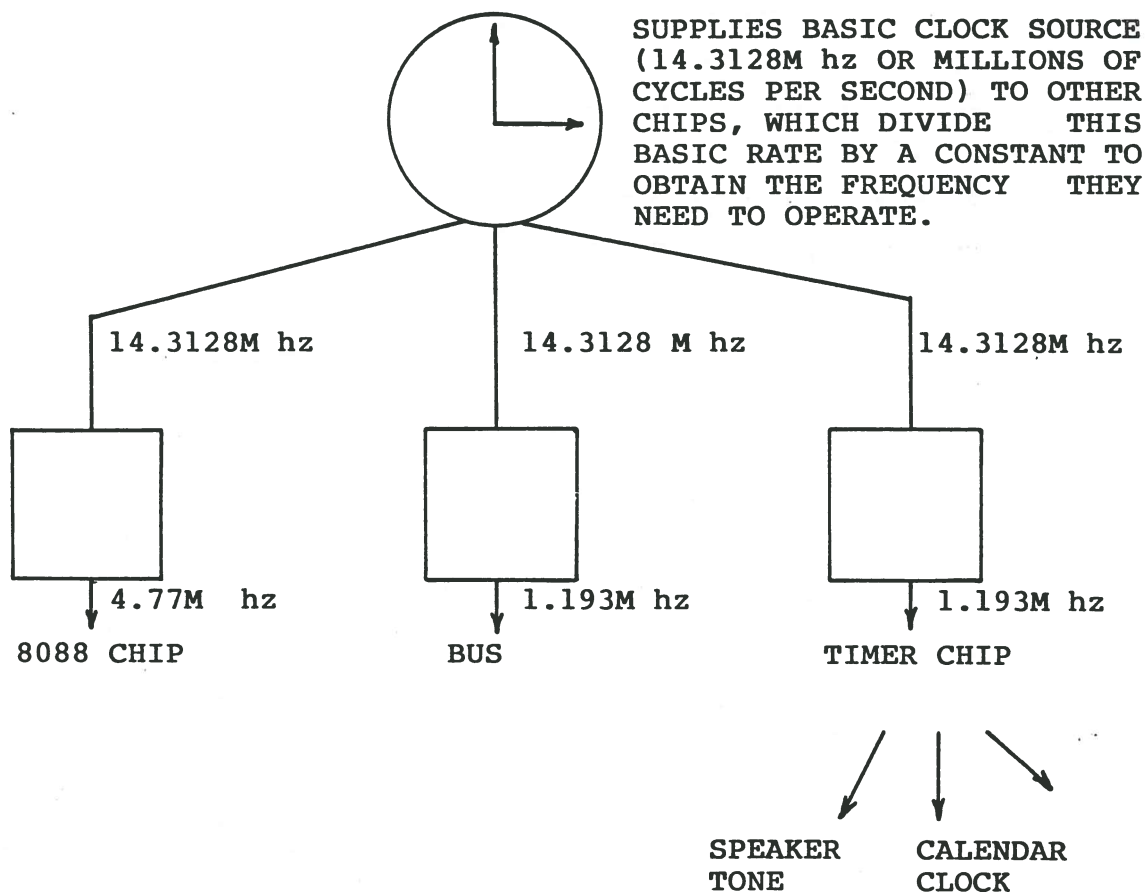 SUPPLIES BASIC CLOCK SOURCE
(14.3128M hz OR MILLIONS OF
CYCLES PER SECOND) TO OTHER
CHIPS, WHICH DIVIDE THIS
BASIC RATE BY A CONSTANT TO
OBTAIN THE FREQUENCY THEY
NEED TO OPERATE.
14.3128M hz
14.3128 M hz
14.3128M hz
4.77M hz
1.193M hz
1.193M hz
8088 CHIP
BUS
TIMER CHIP
SPEAKER
TONE
CALENDAR
CLOCK